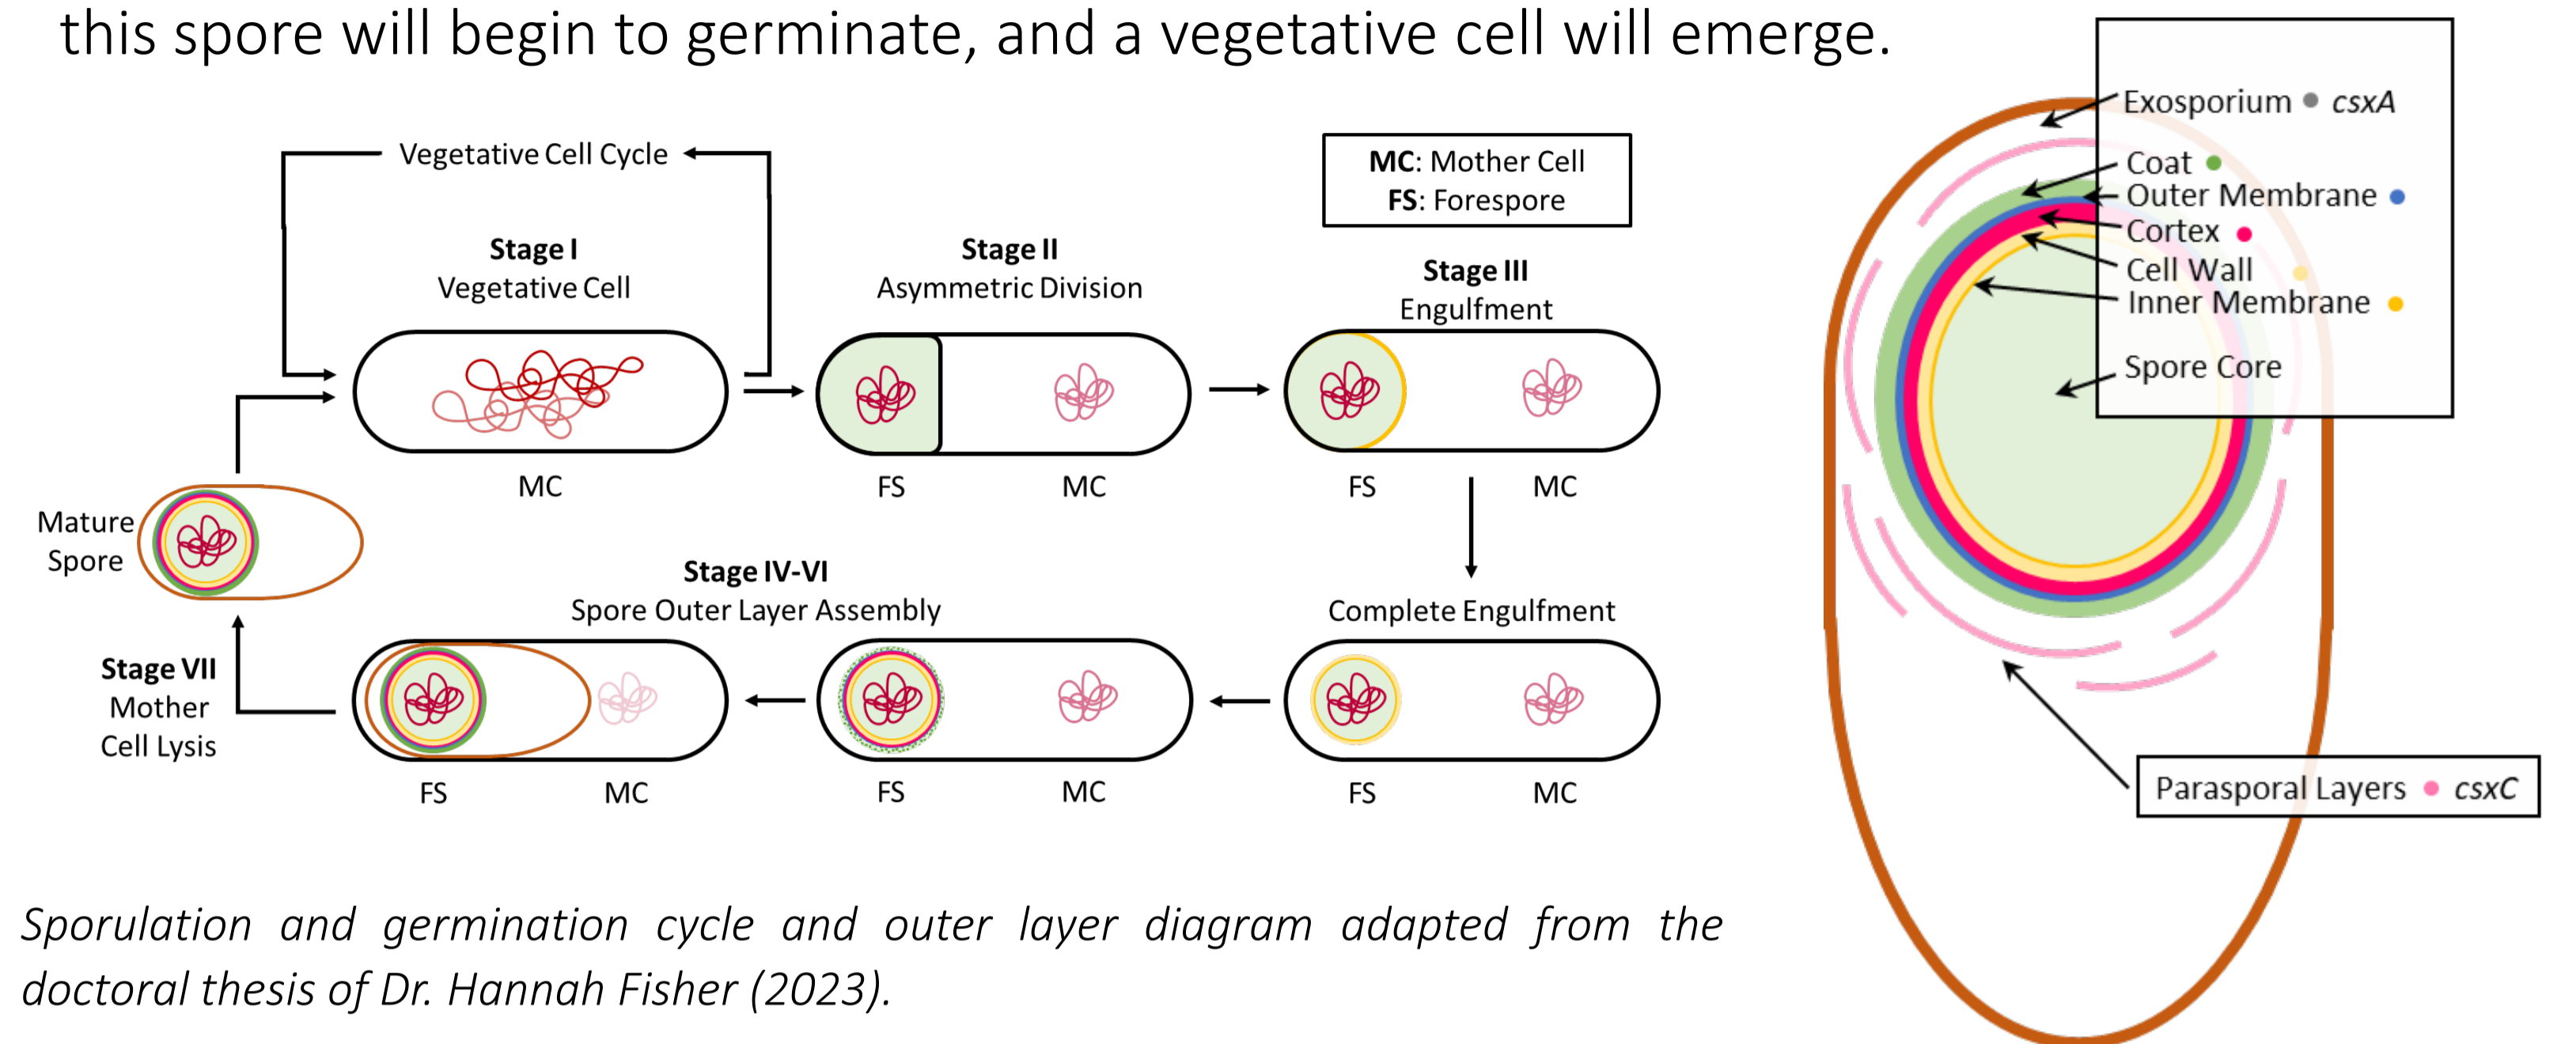 this spore will begin to germinate, and a vegetative cell will emerge.
Vegetative Cell Cycle
MC: Mother Cell
FS: Forespore
Stage I
Vegetative Cell
MC
Stage II
Asymmetric Division
FS MC
Stage III
Engulfment
FS MC
Complete Engulfment
FS MC
Stage IV-VI
Spore Outer Layer Assembly
FS MC
FS MC
Stage VII
Mother
Cell Lysis
Mature
Spore
Exosporium csxA
Coat
Outer Membrane
Cortex
Cell Wall
Inner Membrane
Spore Core
Parasporal Layers csxC
Sporulation and germination cycle and outer layer diagram adapted from the
doctoral thesis of Dr. Hannah Fisher (2023).